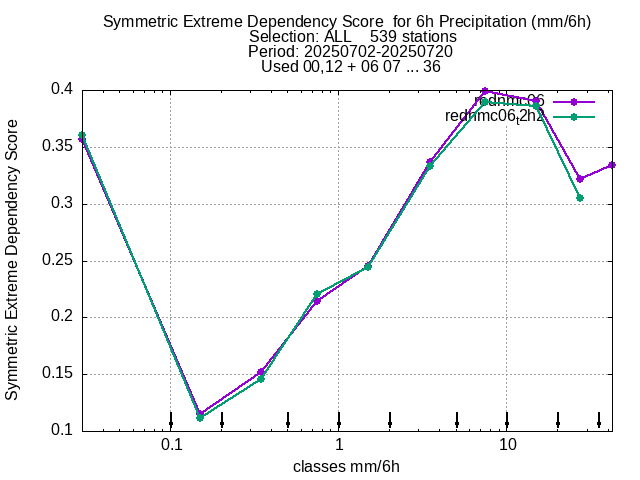 Symmetric Extreme Dependency Score  for 6h Precipitation (mm/6h)
Selection: ALL    539 stations
Period: 20250702-20250720
Used 00,12 + 06 07 ... 36
Symmetric Extreme Dependency Score
0.4
0.35
0.3
0.25
0.2
0.15
0.1
rednmc06
rednmc06t2h2
0.1
1
10
classes mm/6h